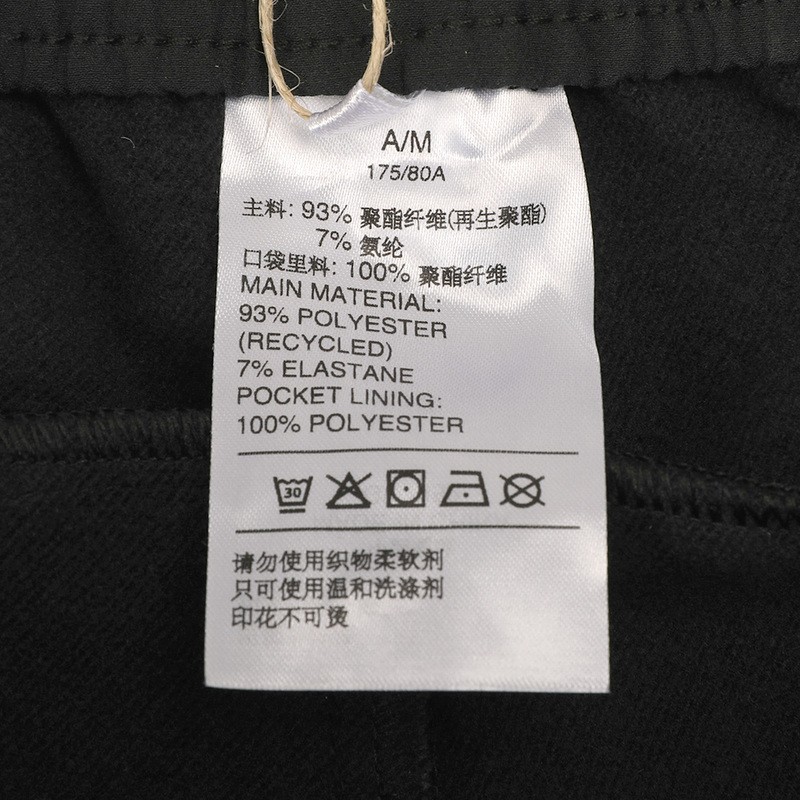 A/M
175/80A
主料: 93% 聚酯纤维(再生聚酯)
7% 氨纶
口袋里料: 100% 聚酯纤维
MAIN MATERIAL:
93% POLYESTER
(RECYCLED)
7% ELASTANE
POCKET LINING:
100% POLYESTER
30
请勿使用织物柔软剂
只可使用温和洗涤剂
印花不可烫